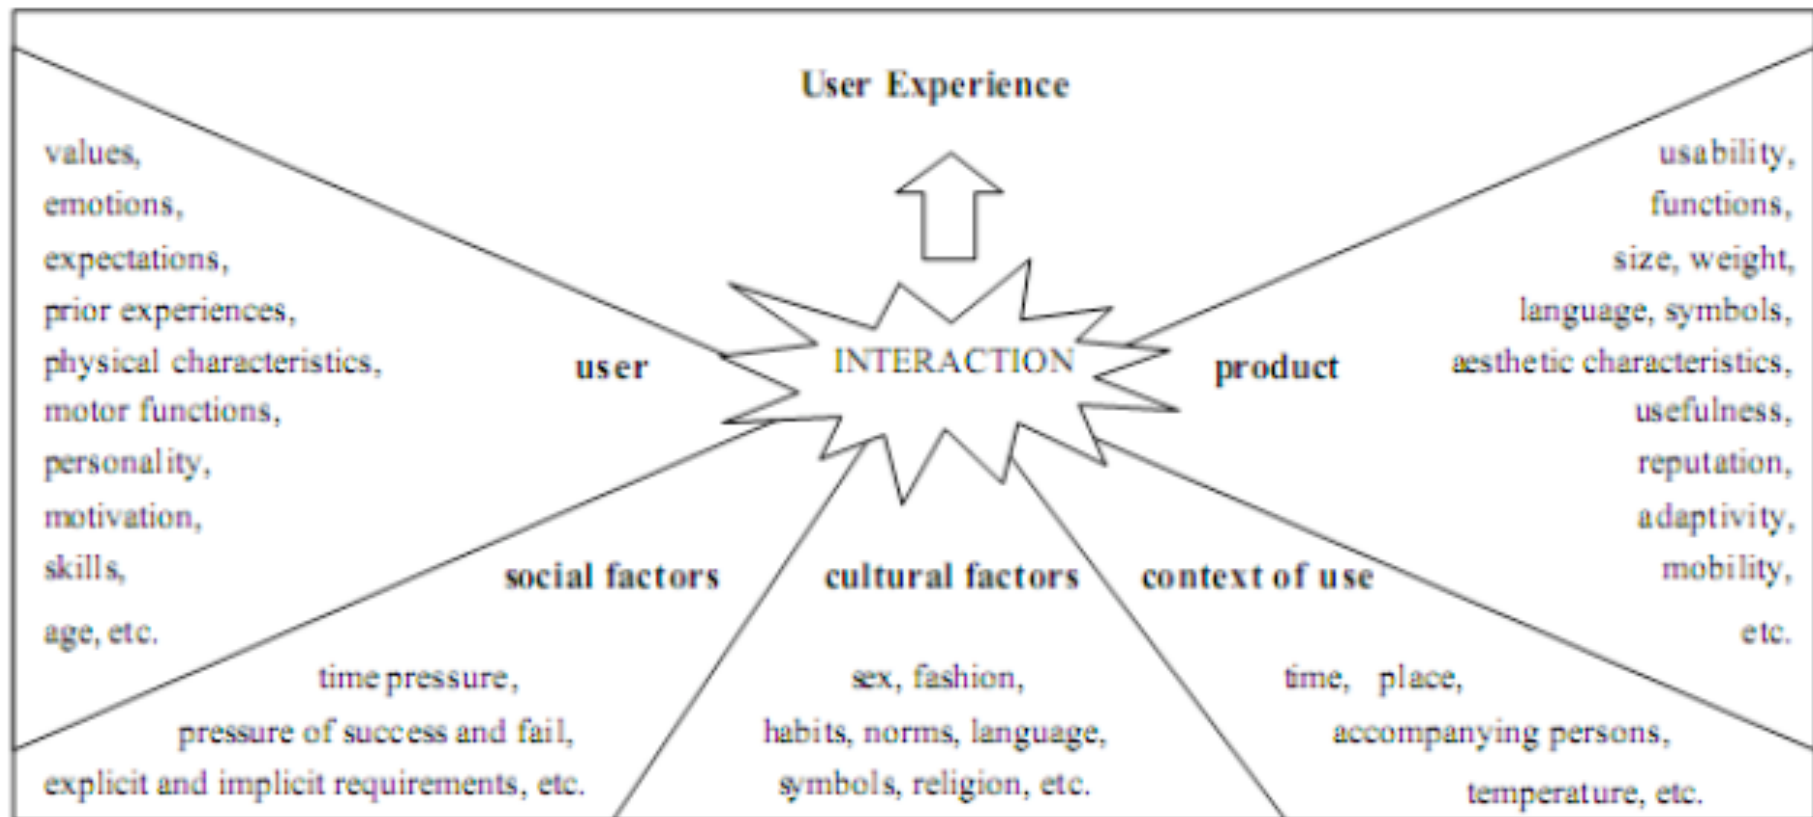 User Experience
values,
emotions,
expectations,
prior experiences,
physical characteristics,
motor functions,
personality,
motivation,
skills,
age, etc.
user
INTERACTION
product
usability,
functions,
size, weight,
language, symbols,
aesthetic characteristics,
usefulness,
reputation,
adaptivity,
mobility,
etc.
social factors
time pressure,
pressure of success and fail,
explicit and implicit requirements, etc.
cultural factors
sex, fashion,
habits, norms, language,
symbols, religion, etc.
context of use
time, place,
accompanying persons,
temperature, etc.